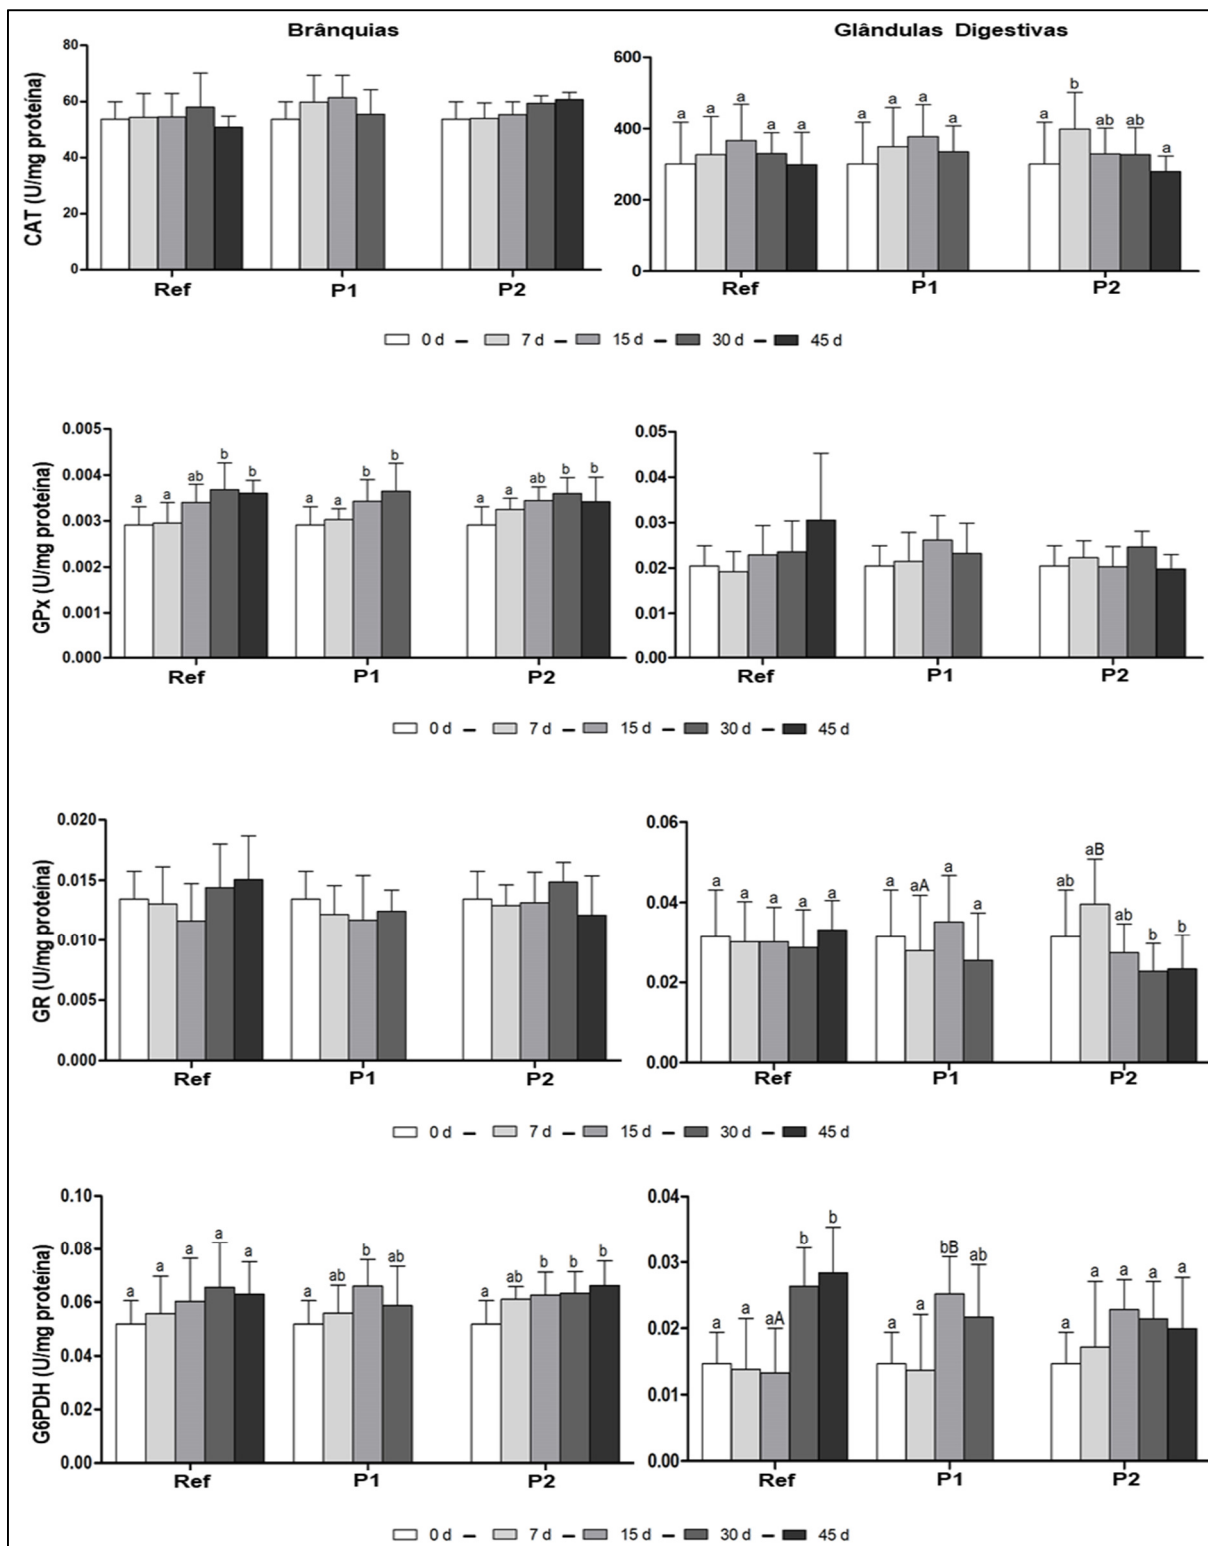 Brânquias
Glândulas Digestivas
CAT (U/mg proteína)
80
60
40
20
0
Ref
P1
P2
600
400
200
0
a a a a a
a a a a
a b ab ab a
Ref
P1
P2
0 d – 7 d – 15 d – 30 d – 45 d
GPx (U/mg proteína)
0.005
0.004
0.003
0.002
0.001
0.000
a a ab b b
a a b b
a a ab b b
Ref
P1
P2
0.05
0.04
0.03
0.02
0.01
0.00
Ref
P1
P2
0 d – 7 d – 15 d – 30 d – 45 d
GR (U/mg proteína)
0.020
0.015
0.010
0.005
0.000
Ref
P1
P2
0.06
0.04
0.02
0.00
a a a a a
a aA a a
ab aB ab b b
Ref
P1
P2
0 d – 7 d – 15 d – 30 d – 45 d
G6PDH (U/mg proteína)
0.10
0.08
0.06
0.04
0.02
0.00
a a a a a
a ab b ab
a ab b b b
Ref
P1
P2
0.04
0.03
0.02
0.01
0.00
a a aA b b
a a bB ab
a a a a a
Ref
P1
P2
0 d – 7 d – 15 d – 30 d – 45 d